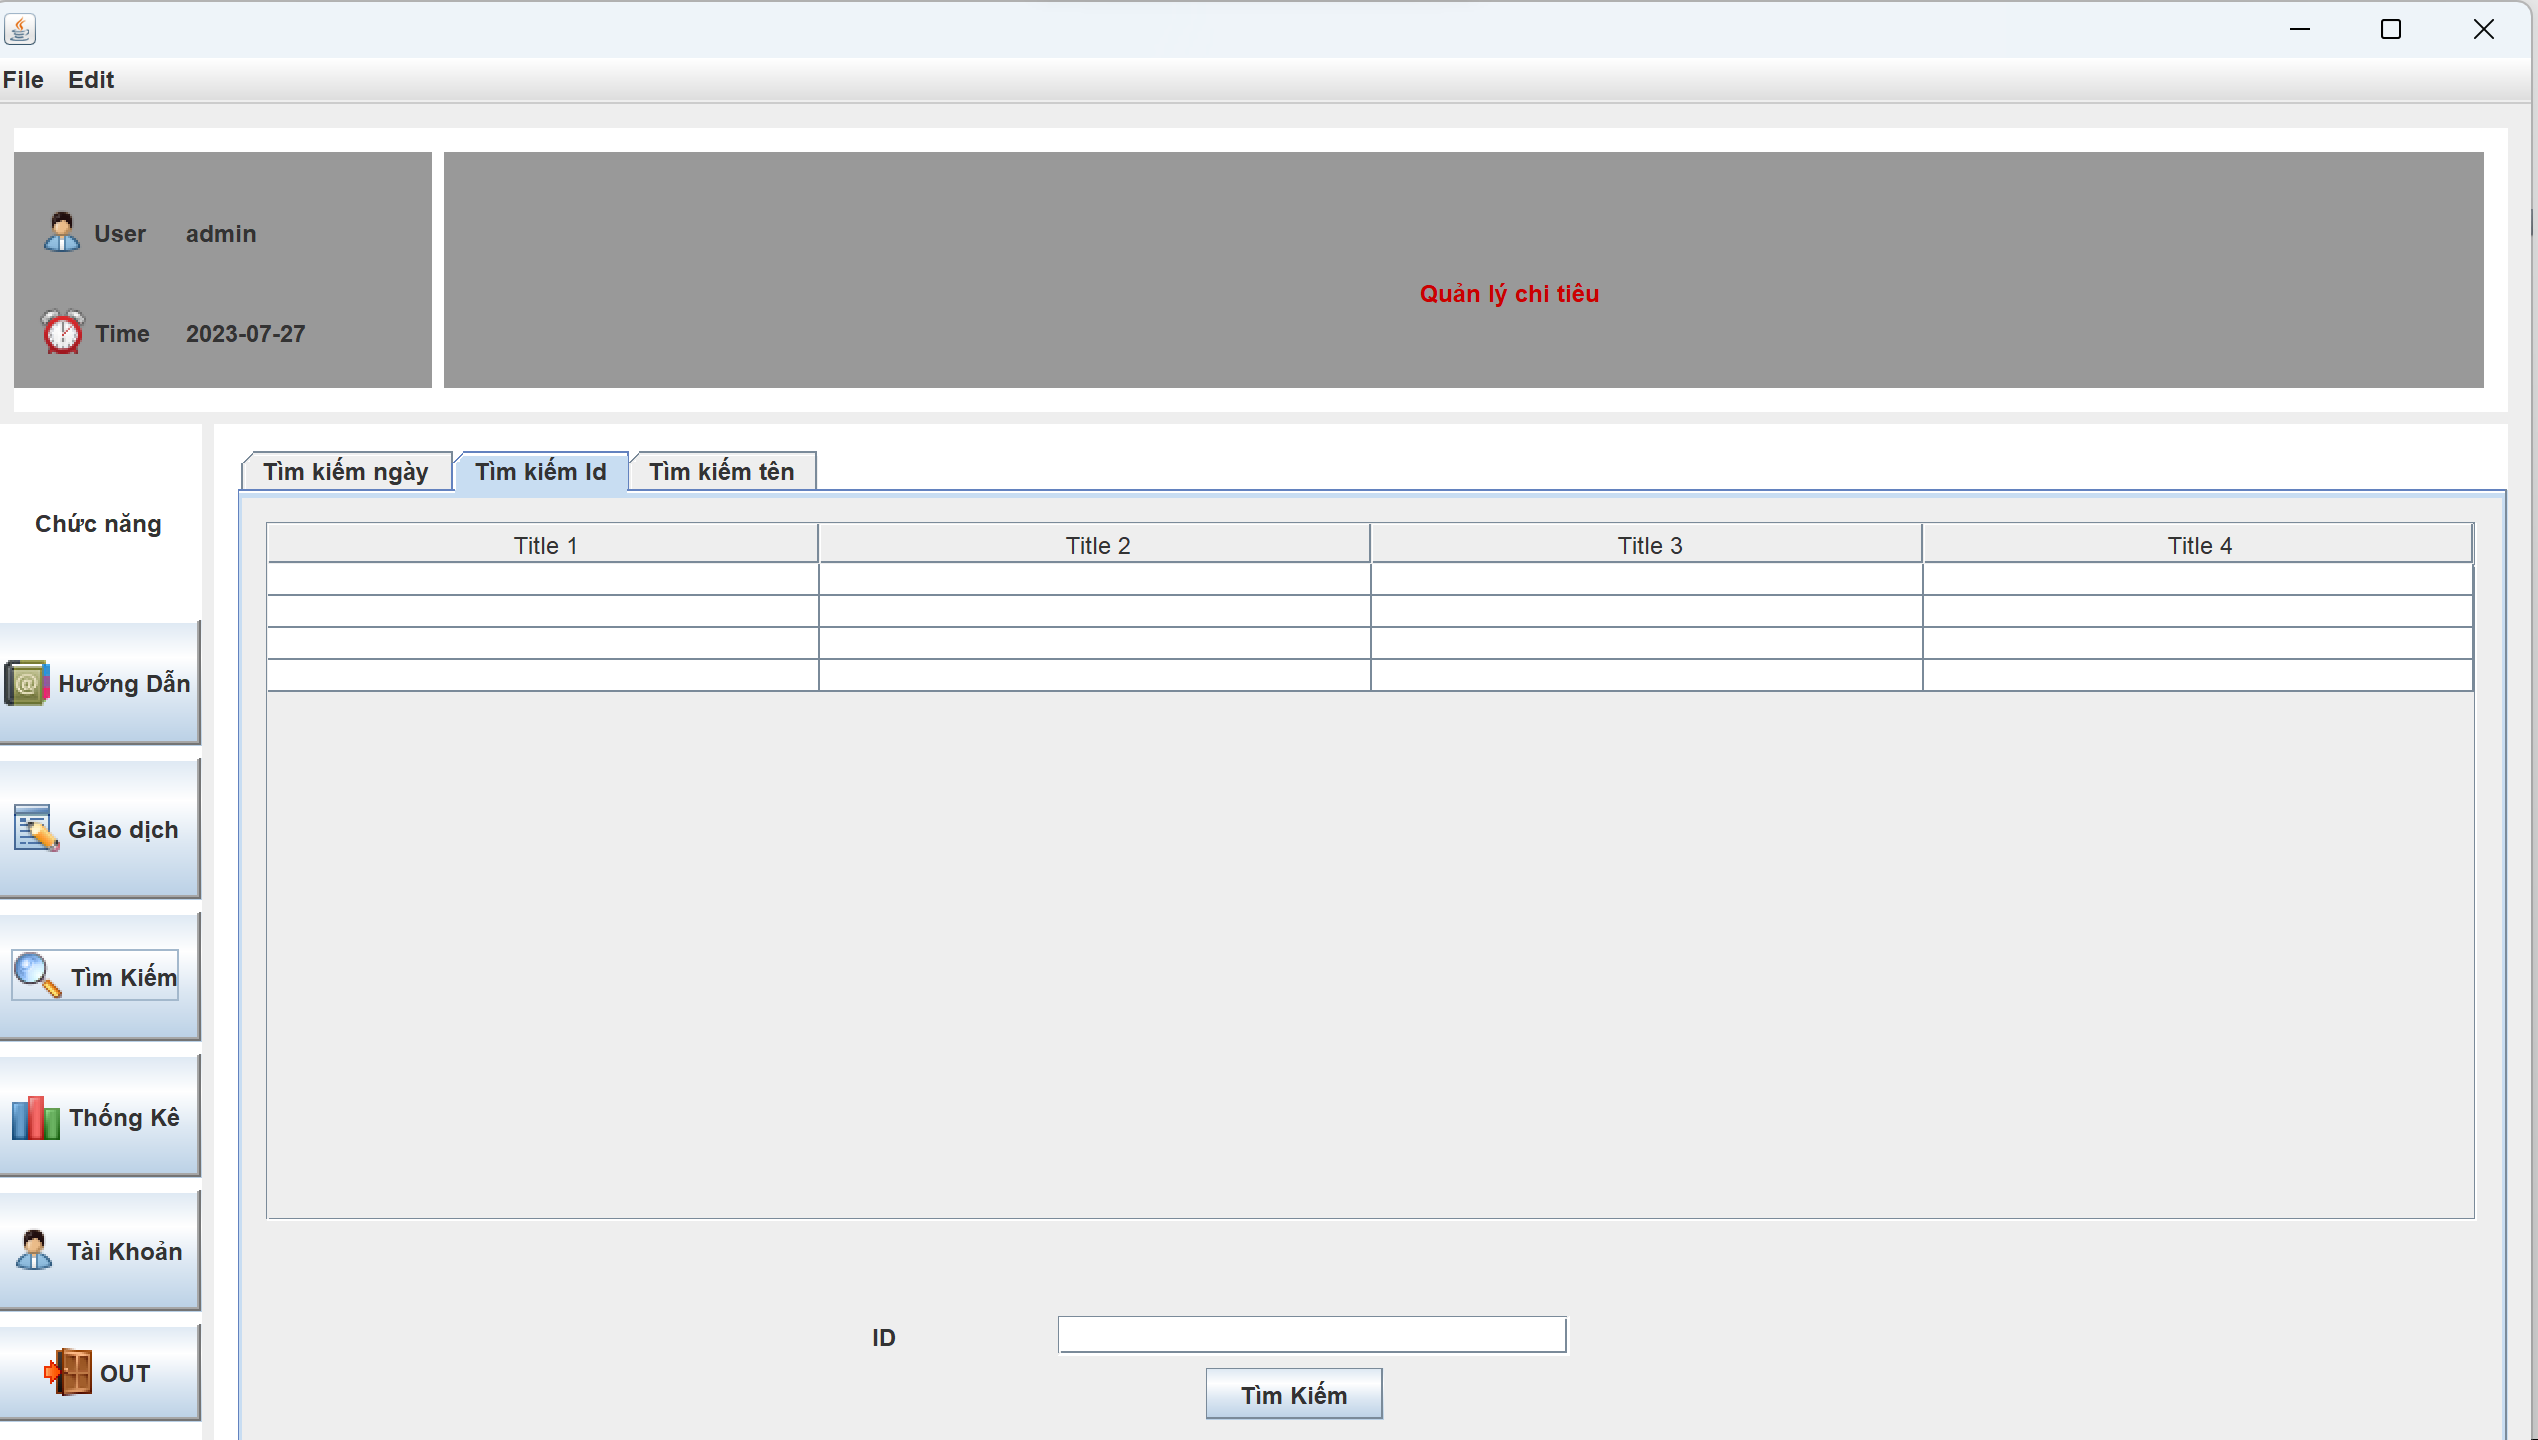 File Edit
User admin
Quản lý chi tiêu
Time 2023-07-27
Chức năng
Hướng Dẫn
Giao dịch
Tìm Kiếm
Thống Kê
Tài Khoản
OUT
Tìm kiếm ngày Tìm kiếm Id Tìm kiếm tên
Title 1 Title 2 Title 3 Title 4
ID
Tìm Kiếm